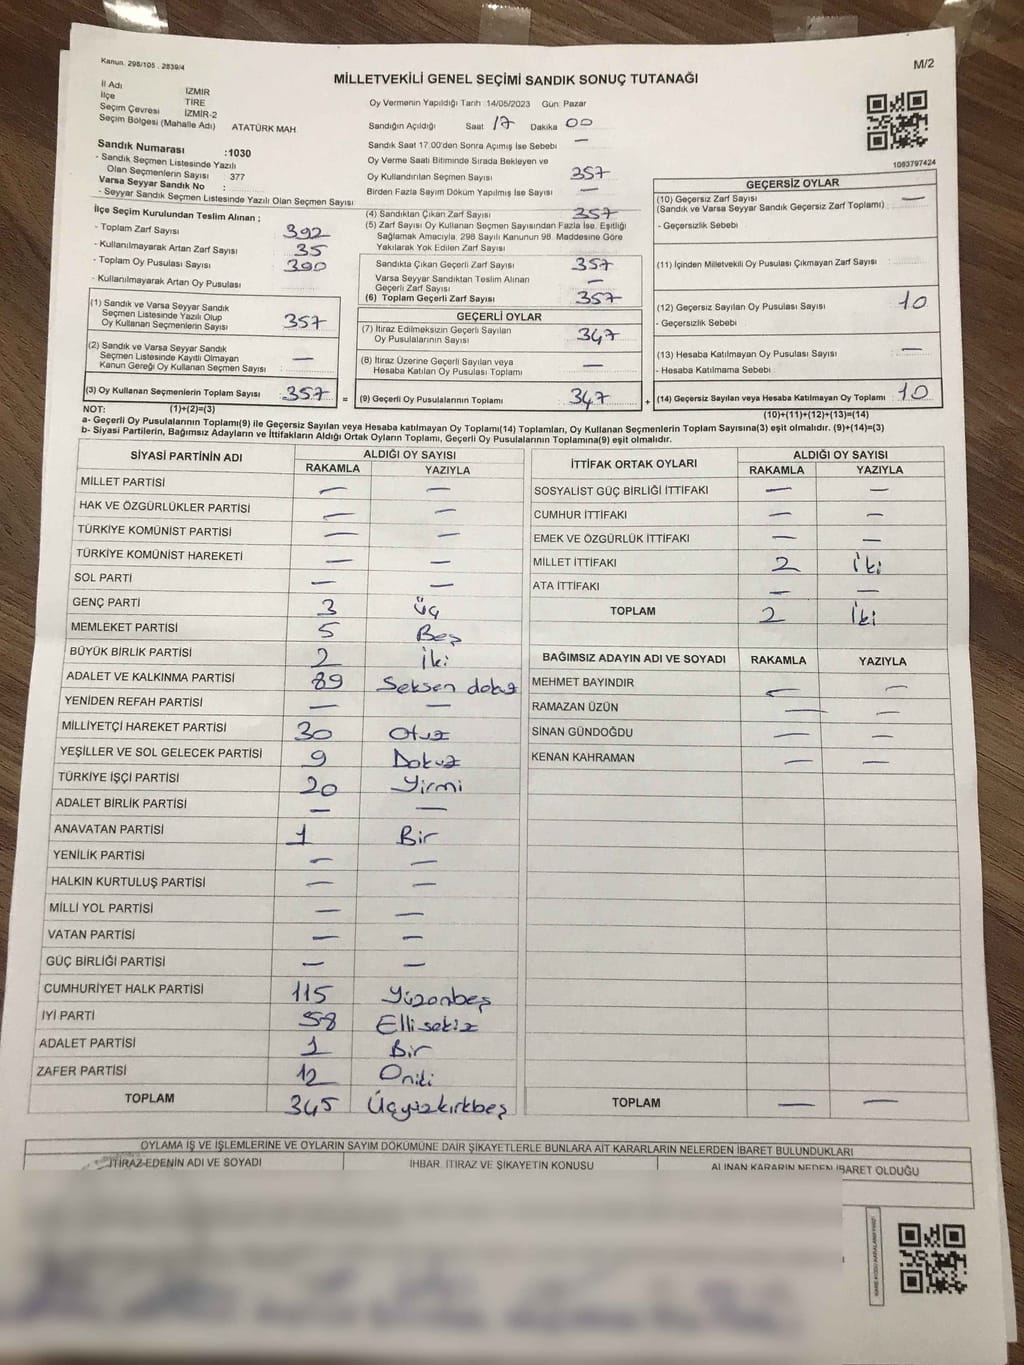 Kanun. 298/105 . 2839/4
M/2
MİLLETVEKİLİ GENEL SEÇİMİ SANDIK SONUÇ TUTANAĞI
İl Adı İZMİR
İlçe TİRE
Seçim Çevresi İZMİR-2
Seçim Bölgesi (Mahalle Adı) ATATÜRK MAH
Oy Vermenin Yapıldığı Tarih 14/05/2023 Gün: Pazar
Sandığın Açıldığı Saat 17 Dakika 00
Sandık Saat 17.00'den Sonra Açımış İse Sebebi —
Oy Verme Saati Bitiminde Sırada Bekleyen ve
Oy Kullandırılan Seçmen Sayısı 357
Birden Fazla Sayım Döküm Yapılmış İse Sayısı —
1063797424
Sandık Numarası :1030
- Sandık Seçmen Listesinde Yazılı
Olan Seçmenlerin Sayısı 377
Varsa Seyyar Sandık No :
- Seyyar Sandık Seçmen Listesinde Yazılı Olan Seçmen Sayısı
İlçe Seçim Kurulundan Teslim Alınan ;
- Toplam Zarf Sayısı 392
- Kullanılmayarak Artan Zarf Sayısı 35
- Toplam Oy Pusulası Sayısı 390
- Kullanılmayarak Artan Oy Pusulası
(1) Sandık ve Varsa Seyyar Sandık
Seçmen Listesinde Yazılı Olup
Oy Kullanan Seçmenlerin Sayısı 357
(2) Sandık ve Varsa Seyyar Sandık
Seçmen Listesinde Kayıtlı Olmayan
Kanun Gereği Oy Kullanan Seçmen Sayısı : —
(3) Oy Kullanan Seçmenlerin Toplam Sayısı 357 =
(4) Sandıktan Çıkan Zarf Sayısı 357
(5) Zarf Sayısı Oy Kullanan Seçmen Sayısından Fazla İse, Eşitliği
Sağlamak Amacıyla, 298 Sayılı Kanunun 98. Maddesine Göre
Yakılarak Yok Edilen Zarf Sayısı
Sandıkta Çıkan Geçerli Zarf Sayısı 357
Varsa Seyyar Sandıktan Teslim Alınan
Geçerli Zarf Sayısı —
(6) Toplam Geçerli Zarf Sayısı 357
GEÇERLİ OYLAR
(7) İtiraz Edilmeksizin Geçerli Sayılan
Oy Pusulalarının Sayısı 347
(8) İtiraz Üzerine Geçerli Sayılan veya
Hesaba Katılan Oy Pusulası Toplamı —
(9) Geçerli Oy Pusulalarının Toplamı 347 +
GEÇERSİZ OYLAR
(10) Geçersiz Zarf Sayısı —
(Sandık ve Varsa Seyyar Sandık Geçersiz Zarf Toplamı)
- Geçersizlik Sebebi
(11) İçinden Milletvekili Oy Pusulası Çıkmayan Zarf Sayısı
(12) Geçersiz Sayılan Oy Pusulası Sayısı 10
- Geçersizlik Sebebi
(13) Hesaba Katılmayan Oy Pusulası Sayısı —
- Hesaba Katılmama Sebebi
(14) Geçersiz Sayılan veya Hesaba Katılmayan Oy Toplamı 10
NOT: (1)+(2)=(3)
(10)+(11)+(12)+(13)=(14)
a- Geçerli Oy Pusulalarının Toplamı(9) ile Geçersiz Sayılan veya Hesaba katılmayan Oy Toplamı(14) Toplamları, Oy Kullanan Seçmenlerin Toplam Sayısına(3) eşit olmalıdır. (9)+(14)=(3)
b- Siyasi Partilerin, Bağımsız Adayların ve İttifakların Aldığı Ortak Oyların Toplamı, Geçerli Oy Pusulalarının Toplamına(9) eşit olmalıdır.
SİYASİ PARTİNİN ADI ALDIĞI OY SAYISI
RAKAMLA YAZIYLA
MİLLET PARTİSİ — —
HAK VE ÖZGÜRLÜKLER PARTİSİ — —
TÜRKİYE KOMÜNİST PARTİSİ — —
TÜRKİYE KOMÜNİST HAREKETİ — —
SOL PARTİ — —
GENÇ PARTİ 3 Üç
MEMLEKET PARTİSİ 5 Beş
BÜYÜK BİRLİK PARTİSİ 2 İki
ADALET VE KALKINMA PARTİSİ 89 Seksen dokuz
YENİDEN REFAH PARTİSİ — —
MİLLİYETÇİ HAREKET PARTİSİ 30 Otuz
YEŞİLLER VE SOL GELECEK PARTİSİ 9 Dokuz
TÜRKİYE İŞÇİ PARTİSİ 20 Yirmi
ADALET BİRLİK PARTİSİ — —
ANAVATAN PARTİSİ 1 Bir
YENİLİK PARTİSİ — —
HALKIN KURTULUŞ PARTİSİ — —
MİLLİ YOL PARTİSİ — —
VATAN PARTİSİ — —
GÜÇ BİRLİĞİ PARTİSİ — —
CUMHURİYET HALK PARTİSİ 115 Yüzonbeş
İYİ PARTİ 58 Ellisekiz
ADALET PARTİSİ 1 Bir
ZAFER PARTİSİ 12 Oniki
TOPLAM 345 Üçyüzkırkbeş
İTTİFAK ORTAK OYLARI ALDIĞI OY SAYISI
RAKAMLA YAZIYLA
SOSYALİST GÜÇ BİRLİĞİ İTTİFAKI — —
CUMHUR İTTİFAKI — —
EMEK VE ÖZGÜRLÜK İTTİFAKI — —
MİLLET İTTİFAKI 2 İki
ATA İTTİFAKI — —
TOPLAM 2 İki
BAĞIMSIZ ADAYIN ADI VE SOYADI RAKAMLA YAZIYLA
MEHMET BAYINDIR — —
RAMAZAN ÜZÜN — —
SİNAN GÜNDOĞDU — —
KENAN KAHRAMAN — —
TOPLAM — —
OYLAMA İŞ VE İŞLEMLERİNE VE OYLARIN SAYIM DÖKÜMÜNE DAİR ŞİKAYETLERLE BUNLARA AİT KARARLARIN NELERDEN İBARET BULUNDUKLARI
İTİRAZ EDENİN ADI VE SOYADI İHBAR, İTİRAZ VE ŞİKAYETİN KONUSU ALINAN KARARIN NEDEN İBARET OLDUĞU